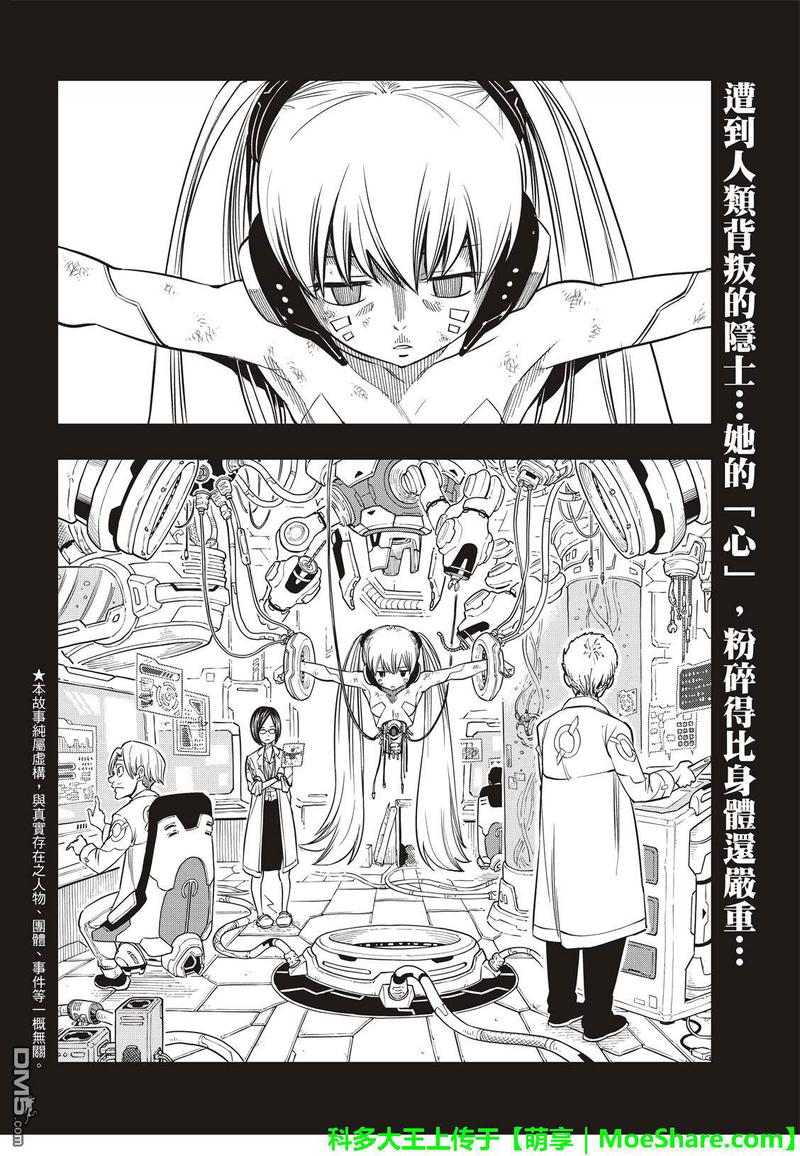 遭到人類背叛的隱士…她的「心」，粉碎得比身體還嚴重…
★本故事純屬虛構，與真實存在之人物、團體、事件等一概無關。
DM5.com
科多大王上传于【萌享｜MoeShare.com】